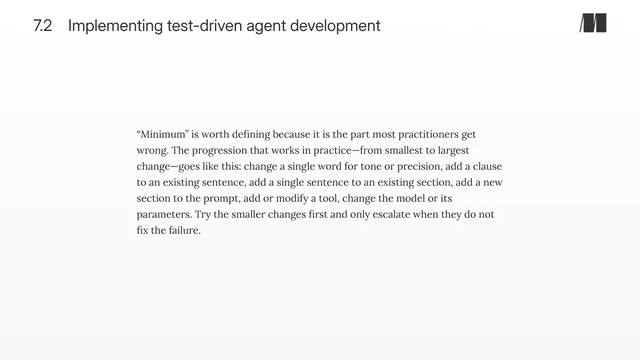 7.2 Implementing test-driven agent development
“Minimum” is worth defining because it is the part most practitioners get
wrong. The progression that works in practice—from smallest to largest
change—goes like this: change a single word for tone or precision, add a clause
to an existing sentence, add a single sentence to an existing section, add a new
section to the prompt, add or modify a tool, change the model or its
parameters. Try the smaller changes first and only escalate when they do not
fix the failure.